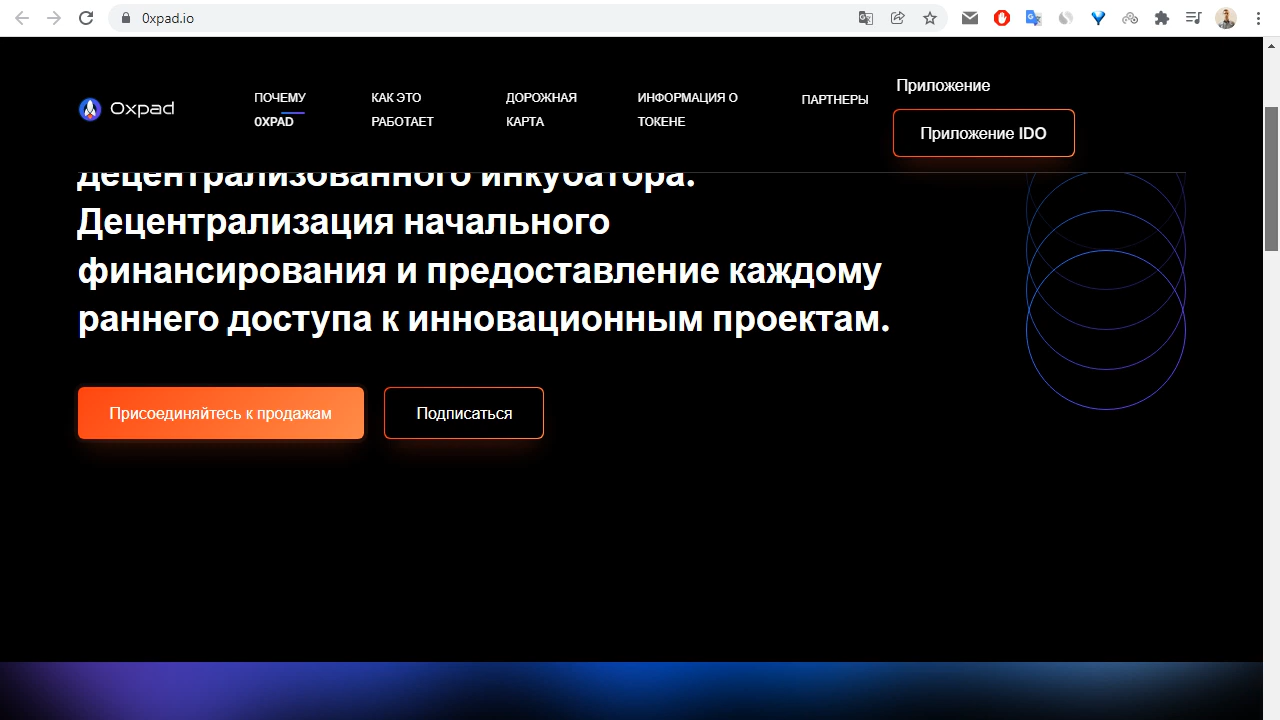 0xpad.io
Приложение
ПОЧЕМУ
0XPAD
КАК ЭТО
РАБОТАЕТ
ДОРОЖНАЯ
КАРТА
ИНФОРМАЦИЯ О
ТОКЕНЕ
ПАРТНЕРЫ
Приложение IDO
0xpad
децентрализованного инкубатора.
Децентрализация начального
финансирования и предоставление каждому
раннего доступа к инновационным проектам.
Присоединяйтесь к продажам
Подписаться